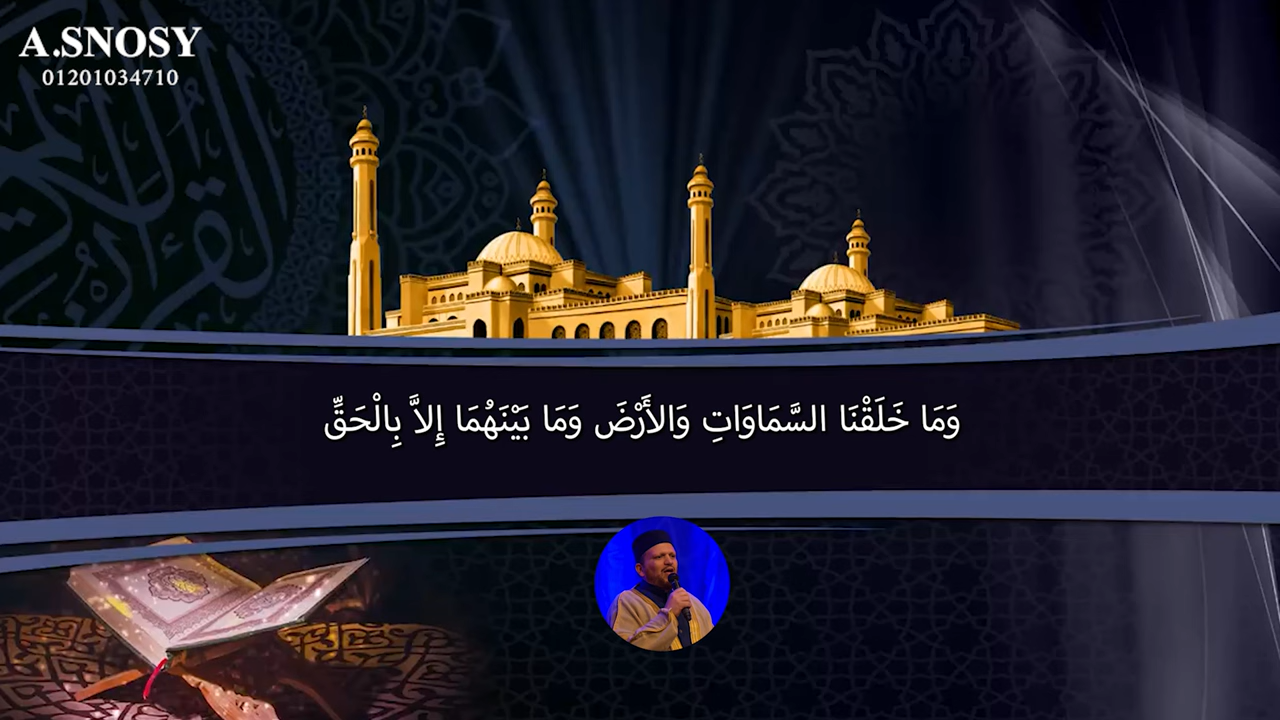 A.SNOSY
01201034710
وَمَا خَلَقْنَا السَّمَاوَاتِ وَالأَرْضَ وَمَا بَيْنَهُمَا إِلاَّ بِالْحَقِّ